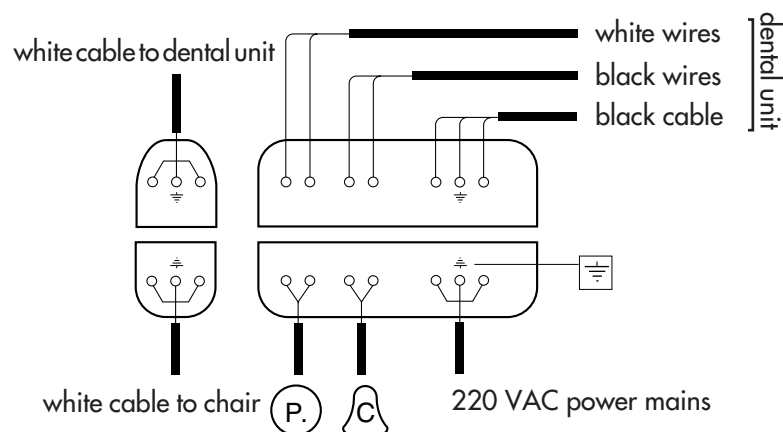 white wires
white cable to dental unit
black wires
black cable
dental unit
white cable to chair
P.
C
220 VAC power mains